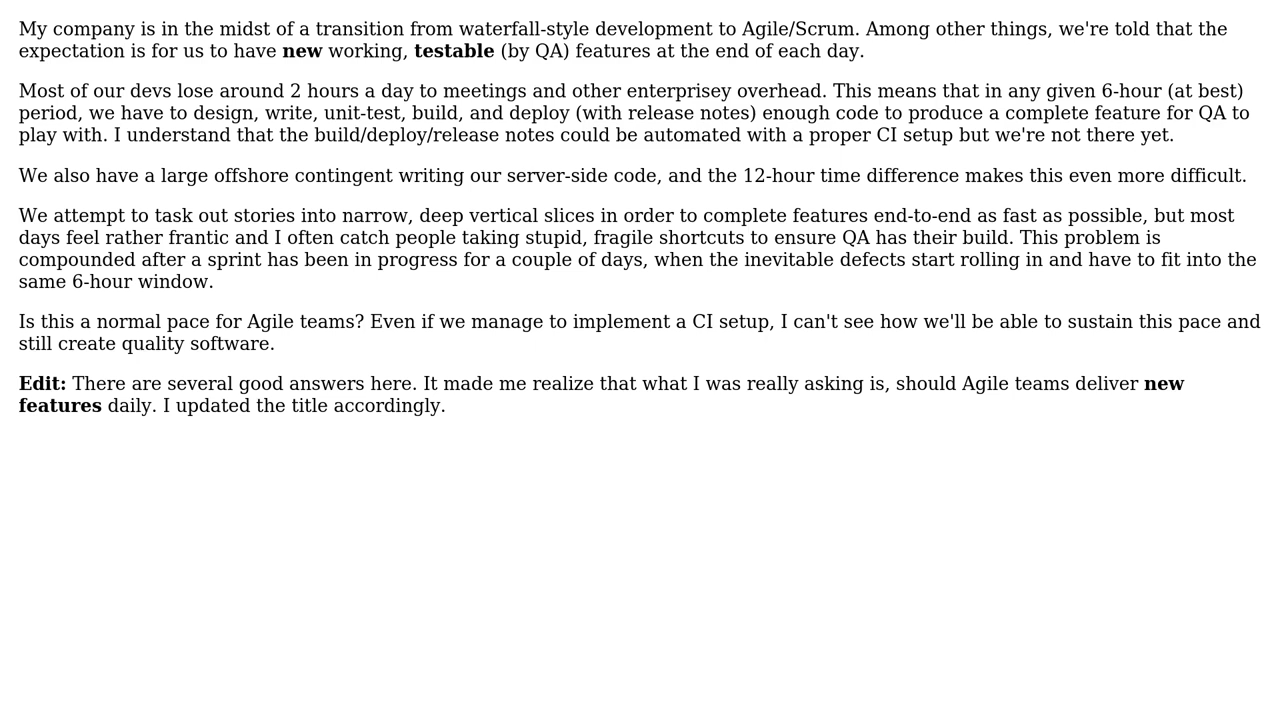 My company is in the midst of a transition from waterfall-style development to Agile/Scrum. Among other things, we're told that the
expectation is for us to have new working, testable (by QA) features at the end of each day.
Most of our devs lose around 2 hours a day to meetings and other enterprisey overhead. This means that in any given 6-hour (at best)
period, we have to design, write, unit-test, build, and deploy (with release notes) enough code to produce a complete feature for QA to
play with. I understand that the build/deploy/release notes could be automated with a proper CI setup but we're not there yet.
We also have a large offshore contingent writing our server-side code, and the 12-hour time difference makes this even more difficult.
We attempt to task out stories into narrow, deep vertical slices in order to complete features end-to-end as fast as possible, but most
days feel rather frantic and I often catch people taking stupid, fragile shortcuts to ensure QA has their build. This problem is
compounded after a sprint has been in progress for a couple of days, when the inevitable defects start rolling in and have to fit into the
same 6-hour window.
Is this a normal pace for Agile teams? Even if we manage to implement a CI setup, I can't see how we'll be able to sustain this pace and
still create quality software.
Edit: There are several good answers here. It made me realize that what I was really asking is, should Agile teams deliver new
features daily. I updated the title accordingly.